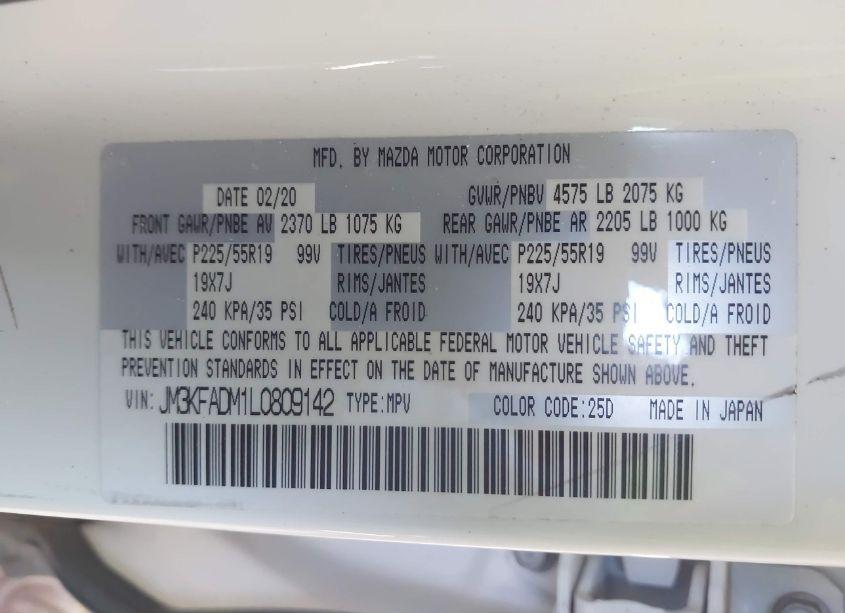 MFD. BY MAZDA MOTOR CORPORATION
DATE 02/20 GVWR/PNBV 4575 LB 2075 KG
FRONT GAWR/PNBE AV 2370 LB 1075 KG REAR GAWR/PNBE AR 2205 LB 1000 KG
WITH/AVEC P225/55R19 99V TIRES/PNEUS WITH/AVEC P225/55R19 99V TIRES/PNEUS
19X7J RIMS/JANTES 19X7J RIMS/JANTES
240 KPA/35 PSI COLD/A FROID 240 KPA/35 PSI COLD/A FROID
THIS VEHICLE CONFORMS TO ALL APPLICABLE FEDERAL MOTOR VEHICLE SAFETY AND THEFT
PREVENTION STANDARDS IN EFFECT ON THE DATE OF MANUFACTURE SHOWN ABOVE.
VIN: JM3KFADM1L0809142 TYPE:MPV COLOR CODE:25D MADE IN JAPAN